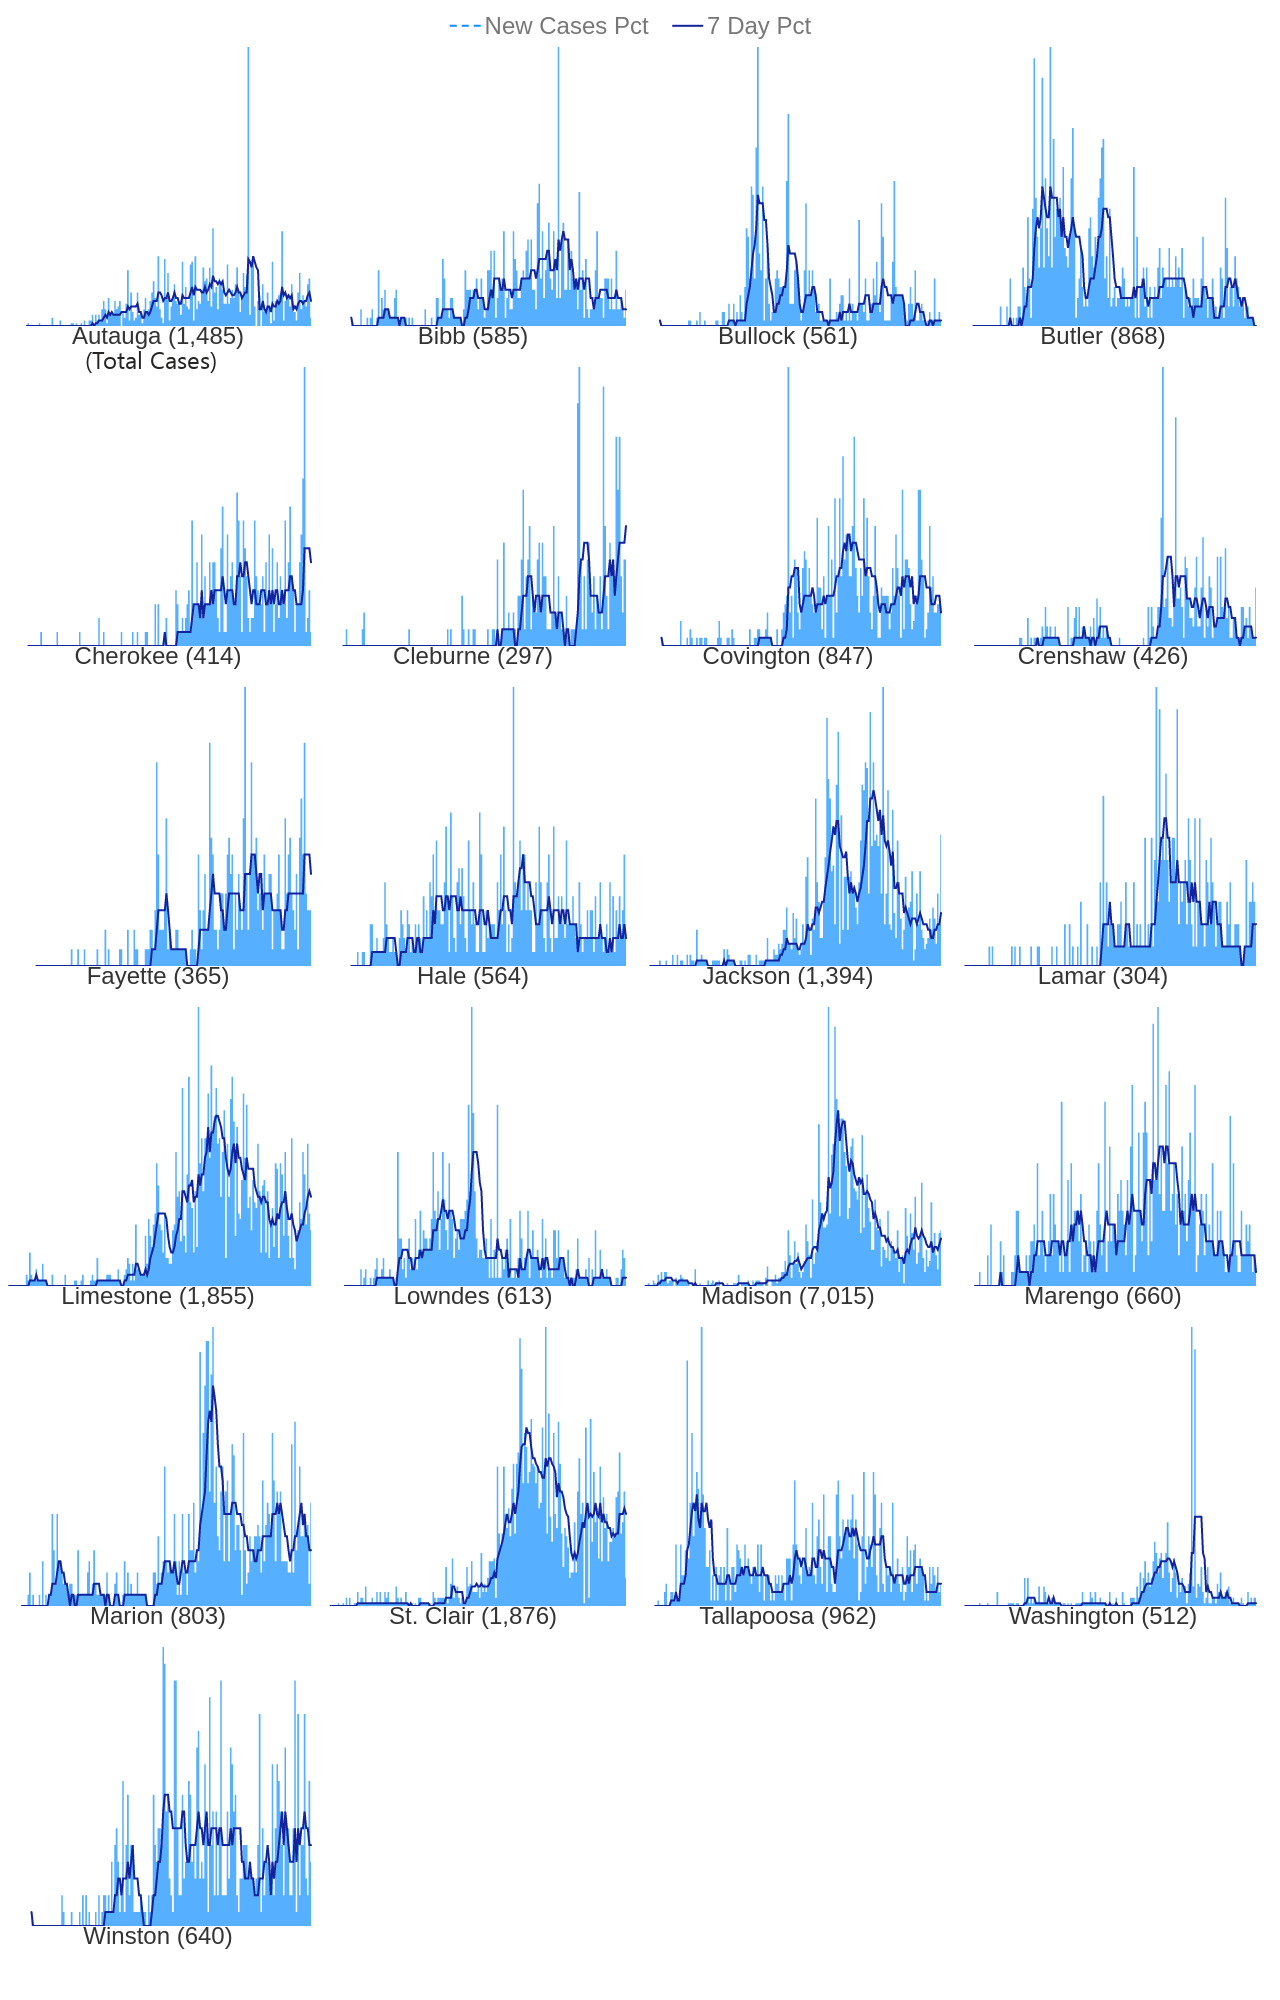 New Cases Pct 7 Day Pct
Autauga (1,485) Bibb (585) Bullock (561) Butler (868)
(Total Cases)
Cherokee (414) Cleburne (297) Covington (847) Crenshaw (426)
Fayette (365) Hale (564) Jackson (1,394) Lamar (304)
Limestone (1,855) Lowndes (613) Madison (7,015) Marengo (660)
Marion (803) St. Clair (1,876) Tallapoosa (962) Washington (512)
Winston (640)